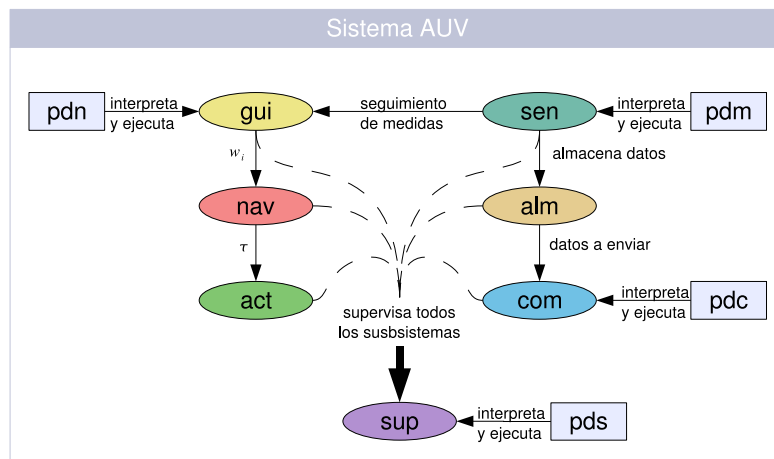 Sistema AUV
pdn
interpreta
y ejecuta
gui
seguimiento
de medidas
sen
interpreta
y ejecuta
pdm
w_i
almacena datos
nav
alm
τ
datos a enviar
act
com
interpreta
y ejecuta
pdc
supervisa todos
los susbsistemas
sup
interpreta
y ejecuta
pds